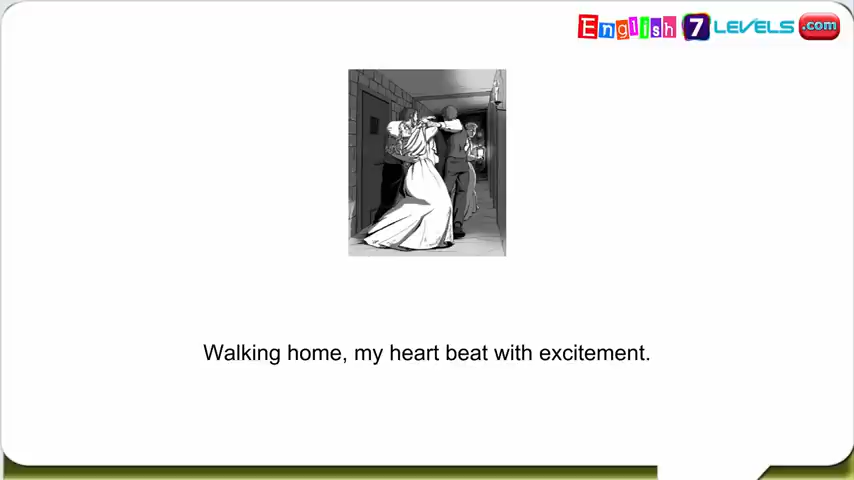 English 7 LEVELS .com
Walking home, my heart beat with excitement.